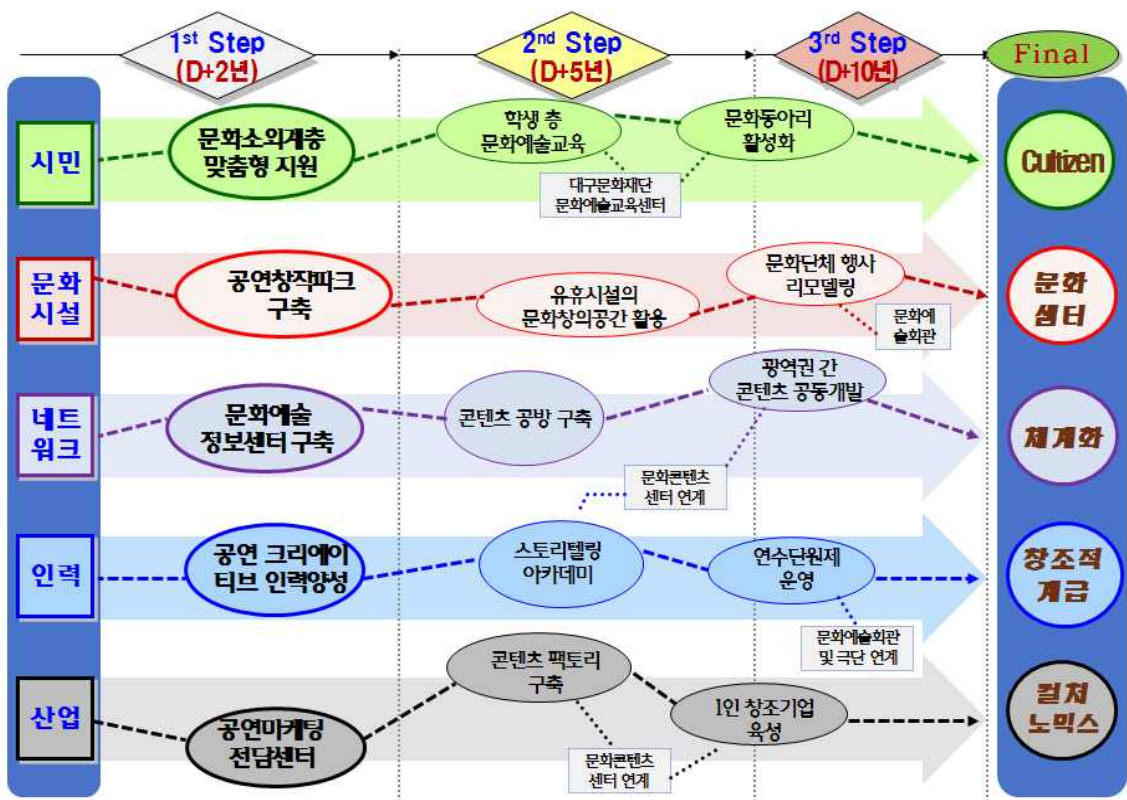 1st Step
(D+2년)
2nd Step
(D+5년)
3rd Step
(D+10년)
Final
시민
문화소외계층
맞춤형 지원
학생 층
문화예술교육
문화동아리
활성화
대구문화재단
문화예술교육센터
Cultizen
문화
시설
공연창작파크
구축
유휴시설의
문화창의공간 활용
문화단체 행사
리모델링
문화예
술회관
문화
샘터
네트
워크
문화예술
정보센터 구축
콘텐츠 공방 구축
광역권 간
콘텐츠 공동개발
문화콘텐츠
센터 연계
체계화
인력
공연 크리에이
티브 인력양성
스토리텔링
아카데미
연수단원제
운영
문화예술회관
및 극단 연계
창조적
계급
산업
공연마케팅
전담센터
콘텐츠 팩토리
구축
1인 창조기업
육성
문화콘텐츠
센터 연계
컬처
노믹스